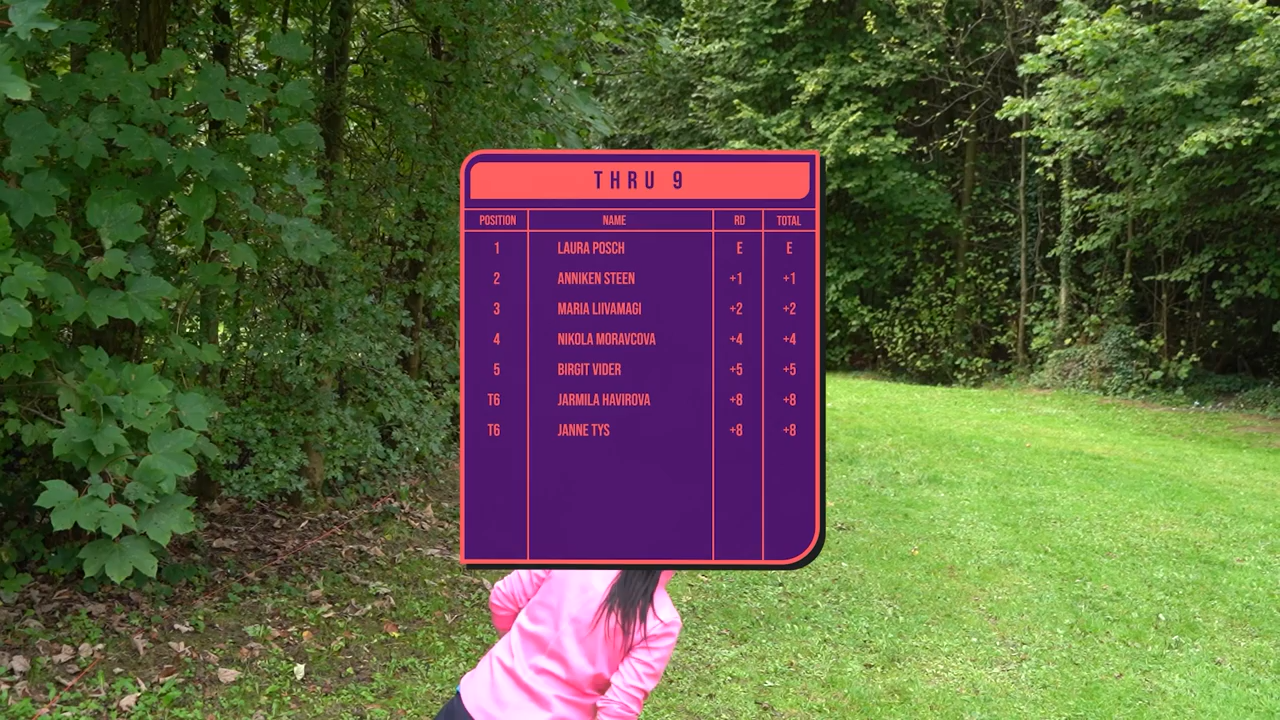 THRU 9
POSITION NAME RD TOTAL
1 LAURA POSCH E E
2 ANNIKEN STEEN +1 +1
3 MARIA LIIVAMAGI +2 +2
4 NIKOLA MORAVCOVA +4 +4
5 BIRGIT VIDER +5 +5
T6 JARMILA HAVIROVA +8 +8
T6 JANNE TYS +8 +8